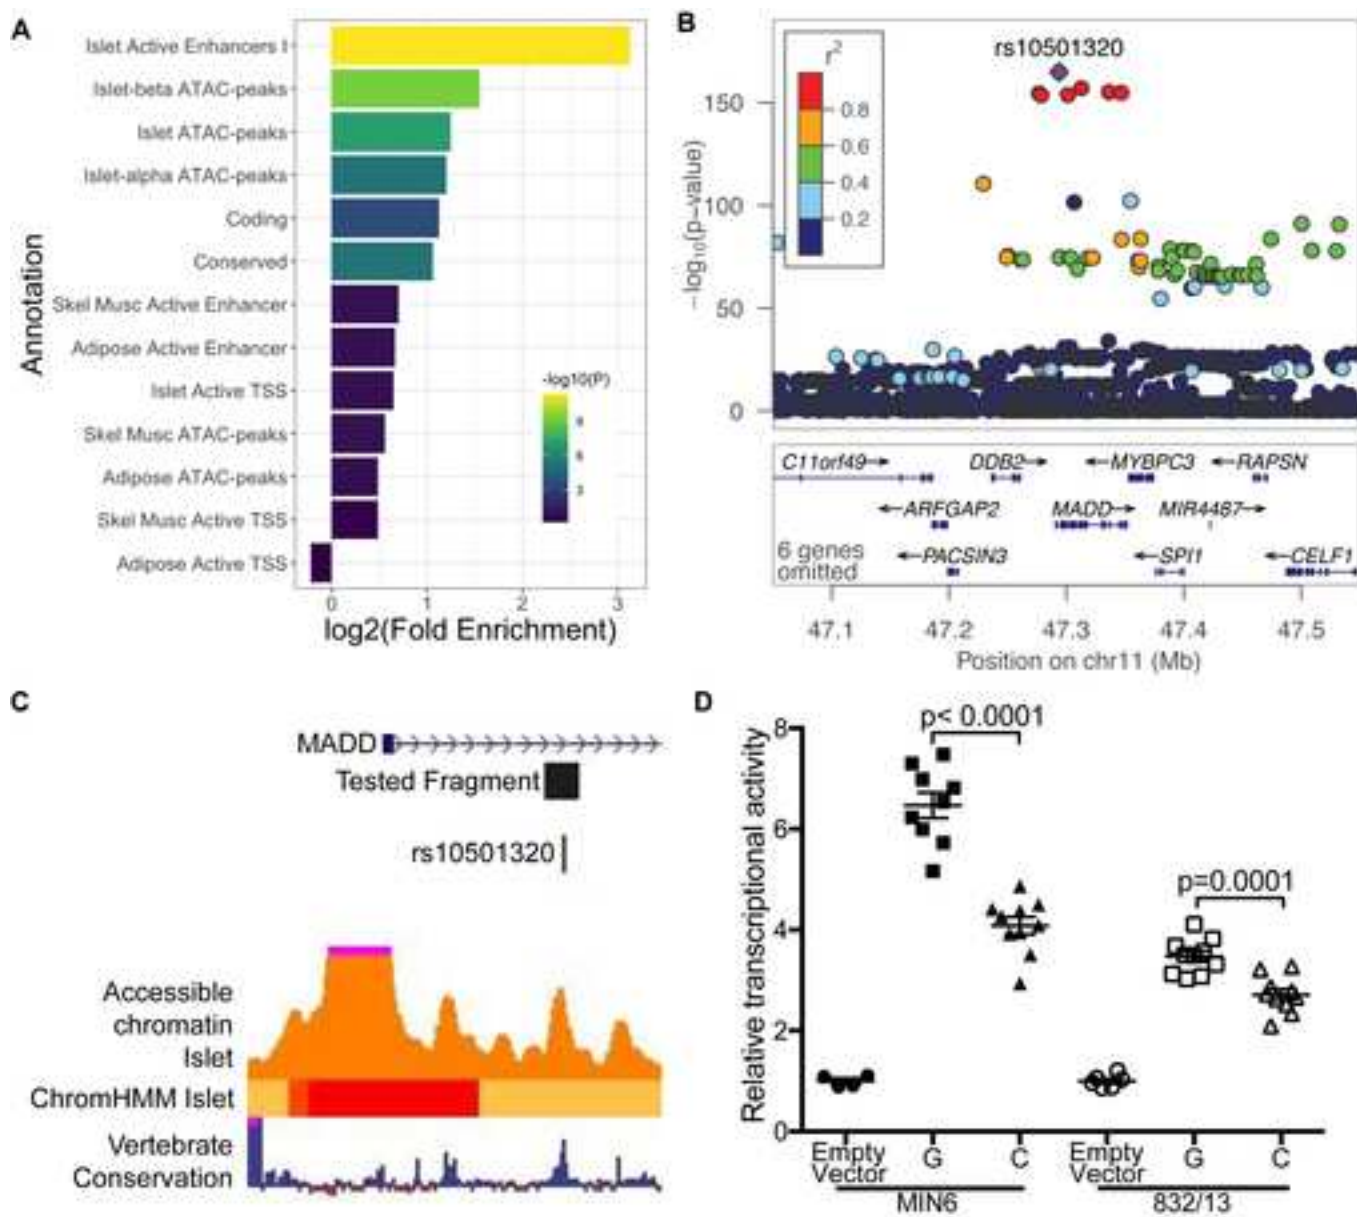 A
Islet Active Enhancers 1
Islet-beta ATAC-peaks
Islet ATAC-peaks
Islet-alpha ATAC-peaks
Coding
Conserved
Skel Musc Active Enhancer
Adipose Active Enhancer
Islet Active TSS
Skel Musc ATAC-peaks
Adipose ATAC-peaks
Skel Musc Active TSS
Adipose Active TSS
Annotation
-log10(P)
9
6
3
0 1 2 3
log2(Fold Enrichment)
B
rs10501320
r²
0.8
0.6
0.4
0.2
−log10(p−value)
150
100
50
0
C11orf49 DDB2 MYBPC3 RAPSN
ARFGAP2 MADD MIR4487
6 genes omitted
PACSIN3 SPI1 CELF1
47.1 47.2 47.3 47.4 47.5
Position on chr11 (Mb)
C
MADD
Tested Fragment
rs10501320
Accessible
chromatin
Islet
ChromHMM Islet
Vertebrate
Conservation
D
Relative transcriptional activity
8
6
4
2
0
p< 0.0001
p=0.0001
Empty Vector G C Empty Vector G C
MIN6 832/13